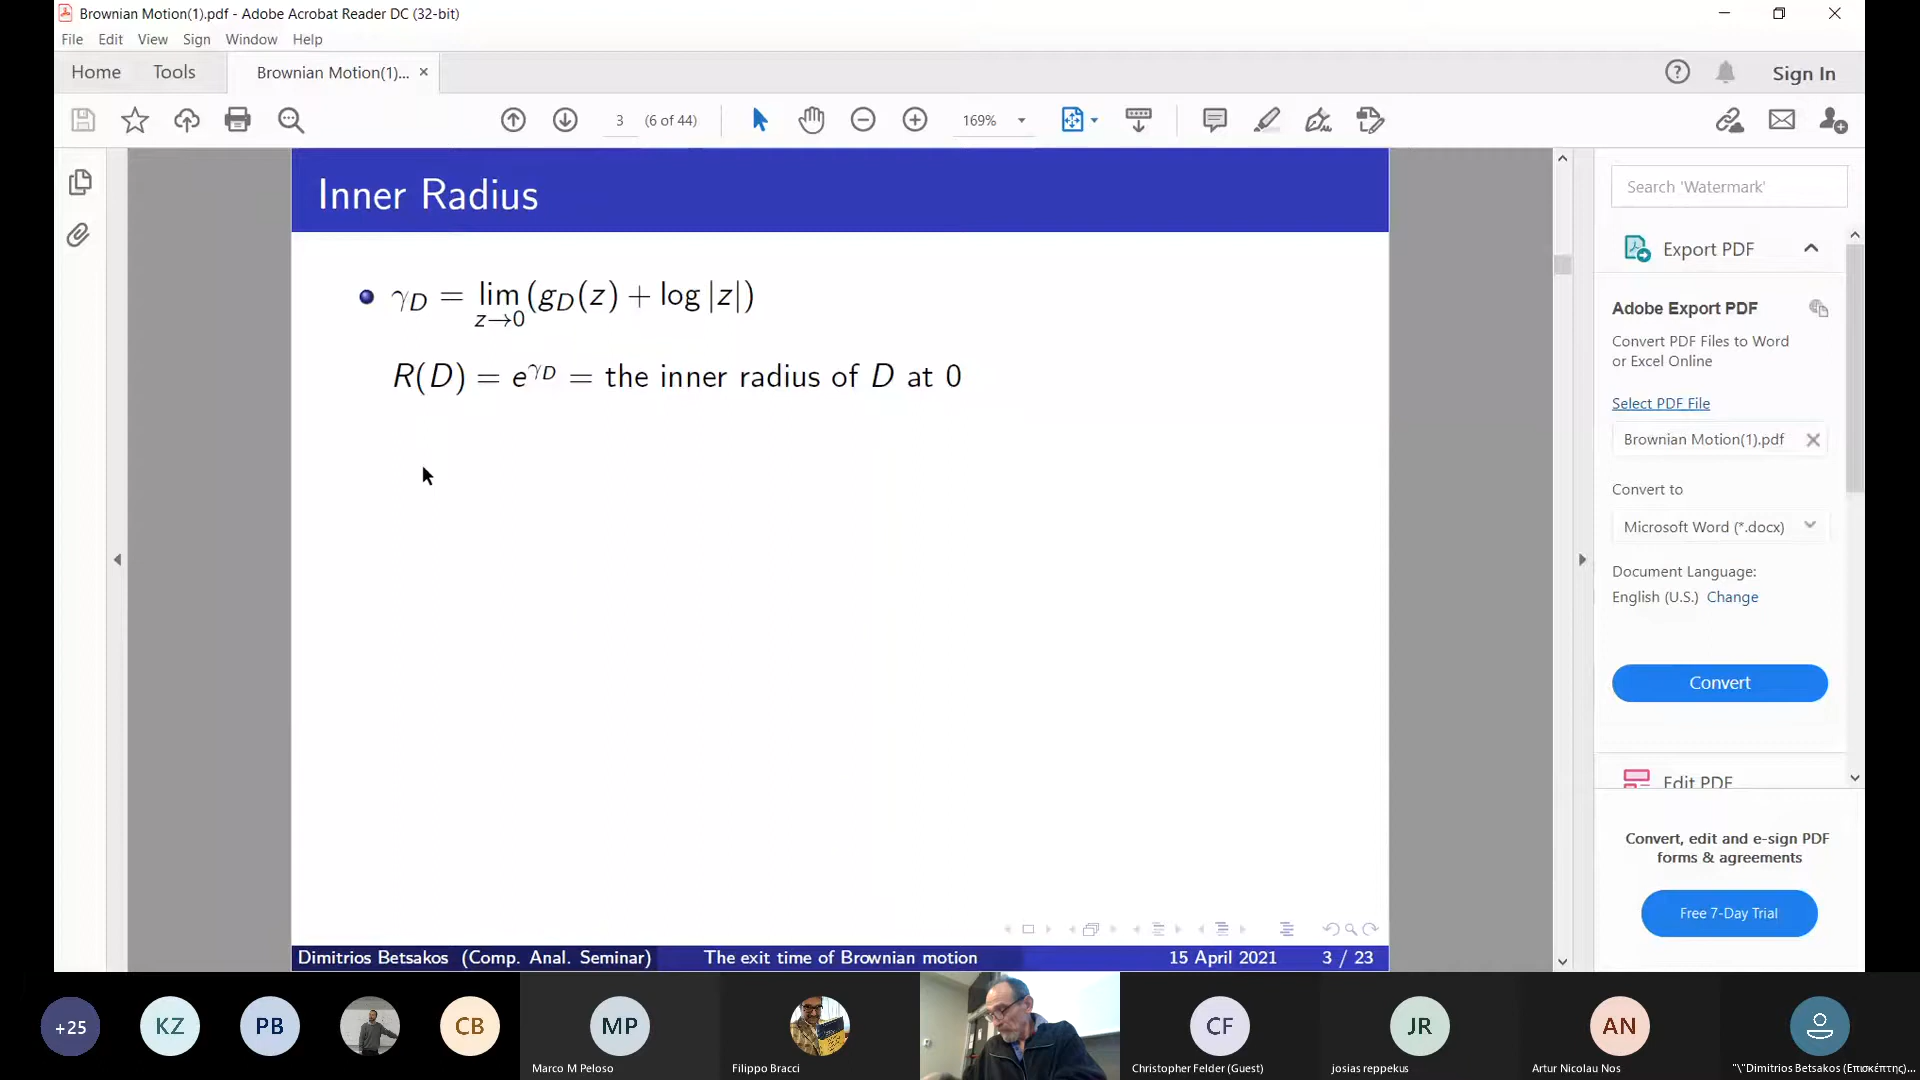 Brownian Motion(1).pdf - Adobe Acrobat Reader DC (32-bit)
File Edit View Sign Window Help
Home Tools Brownian Motion(1)... × Sign In
3 (6 of 44) 169%
Inner Radius
γ_D = lim_{z→0} (g_D(z) + log |z|)
R(D) = e^{γ_D} = the inner radius of D at 0
Dimitrios Betsakos (Comp. Anal. Seminar) The exit time of Brownian motion 15 April 2021 3 / 23
Search 'Watermark'
Export PDF
Adobe Export PDF
Convert PDF Files to Word
or Excel Online
Select PDF File
Brownian Motion(1).pdf
Convert to
Microsoft Word (*.docx)
Document Language:
English (U.S.) Change
Convert
Edit PDF
Convert, edit and e-sign PDF
forms & agreements
Free 7-Day Trial
+25 KZ PB CB MP CF JR AN
Marco M Peloso Filippo Bracci Christopher Felder (Guest) josias reppekus Artur Nicolau Nos "\"Dimitrios Betsakos (Επισκέπτης)...